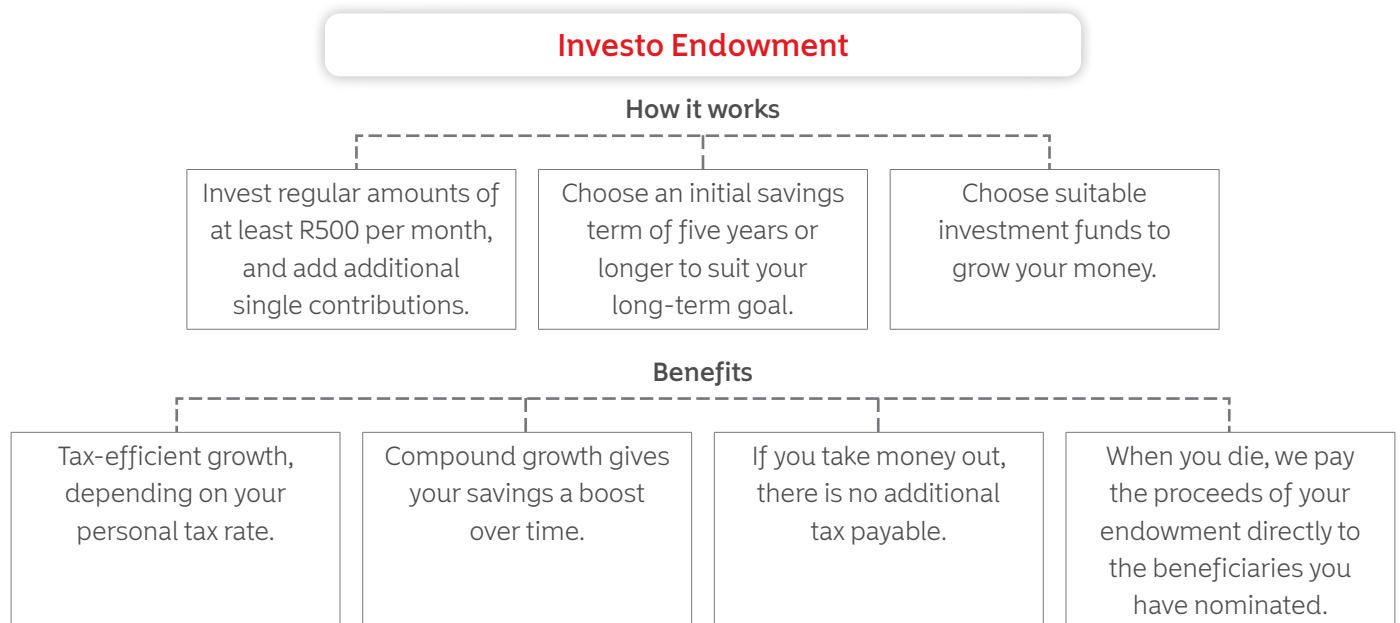 Investo Endowment
How it works
Invest regular amounts of
at least R500 per month,
and add additional
single contributions.
Choose an initial savings
term of five years or
longer to suit your
long-term goal.
Choose suitable
investment funds to
grow your money.
Benefits
Tax-efficient growth,
depending on your
personal tax rate.
Compound growth gives
your savings a boost
over time.
If you take money out,
there is no additional
tax payable.
When you die, we pay
the proceeds of your
endowment directly to
the beneficiaries you
have nominated.